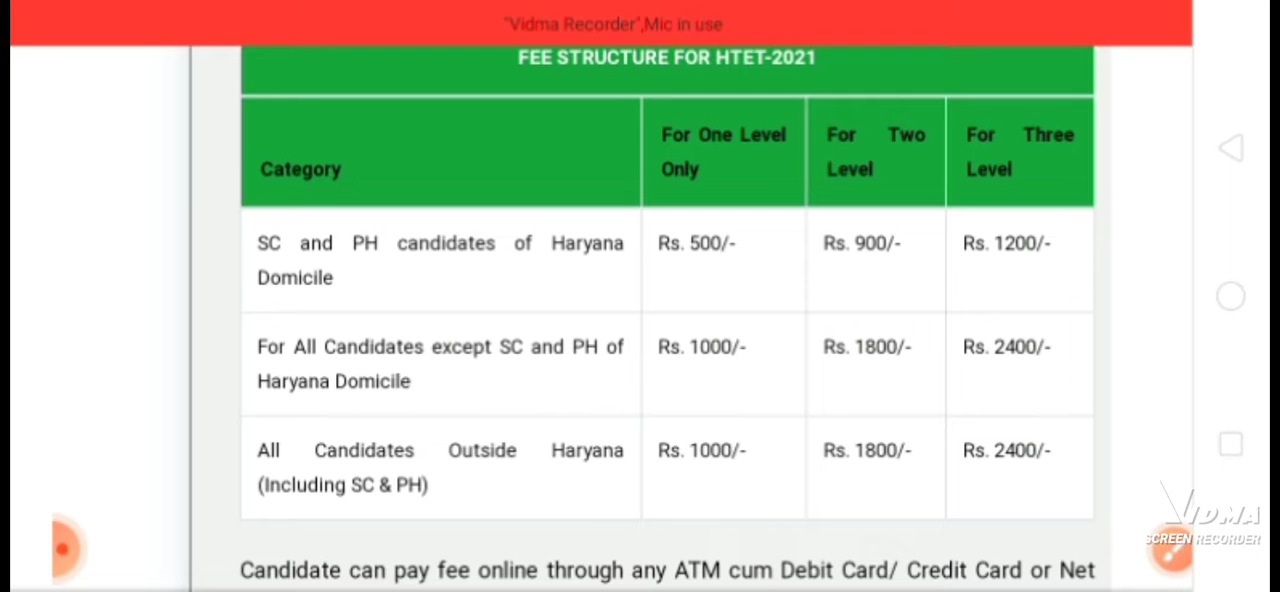 "Vidma Recorder",Mic in use
FEE STRUCTURE FOR HTET-2021
Category
For One Level
Only
For Two
Level
For Three
Level
SC and PH candidates of Haryana
Domicile
Rs. 500/-
Rs. 900/-
Rs. 1200/-
For All Candidates except SC and PH of
Haryana Domicile
Rs. 1000/-
Rs. 1800/-
Rs. 2400/-
All Candidates Outside Haryana
(Including SC & PH)
Rs. 1000/-
Rs. 1800/-
Rs. 2400/-
Candidate can pay fee online through any ATM cum Debit Card/ Credit Card or Net
VIDMA
SCREEN RECORDER